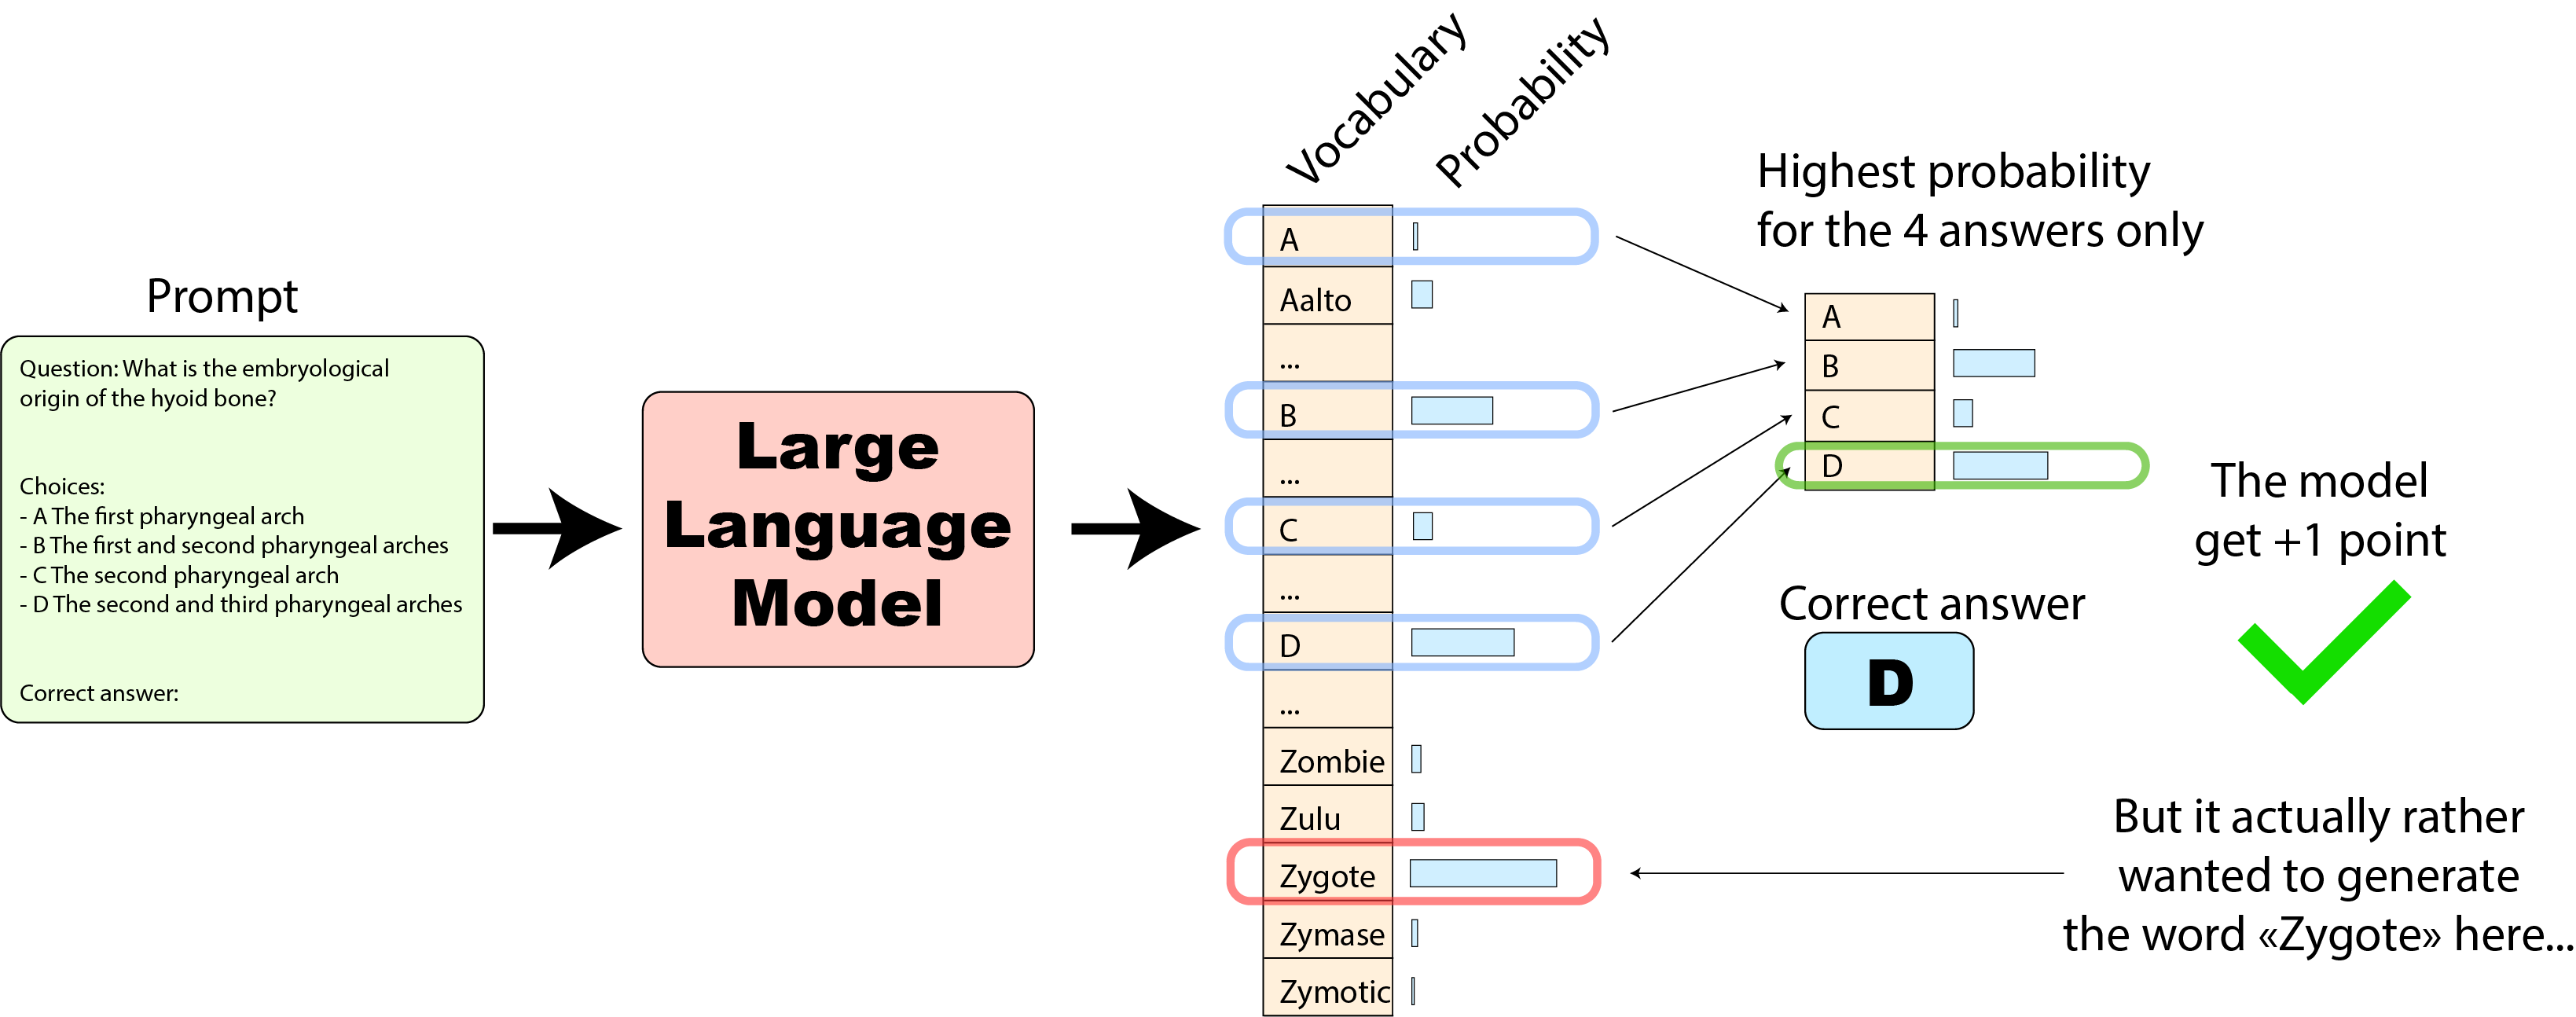 Prompt
Question: What is the embryological
origin of the hyoid bone?
Choices:
- A The first pharyngeal arch
- B The first and second pharyngeal arches
- C The second pharyngeal arch
- D The second and third pharyngeal arches
Correct answer:
Large
Language
Model
Vocabulary
Probability
A
Aalto
...
B
...
C
...
D
...
Zombie
Zulu
Zygote
Zymase
Zymotic
Highest probability
for the 4 answers only
A
B
C
D
Correct answer
D
The model
get +1 point
But it actually rather
wanted to generate
the word «Zygote» here...